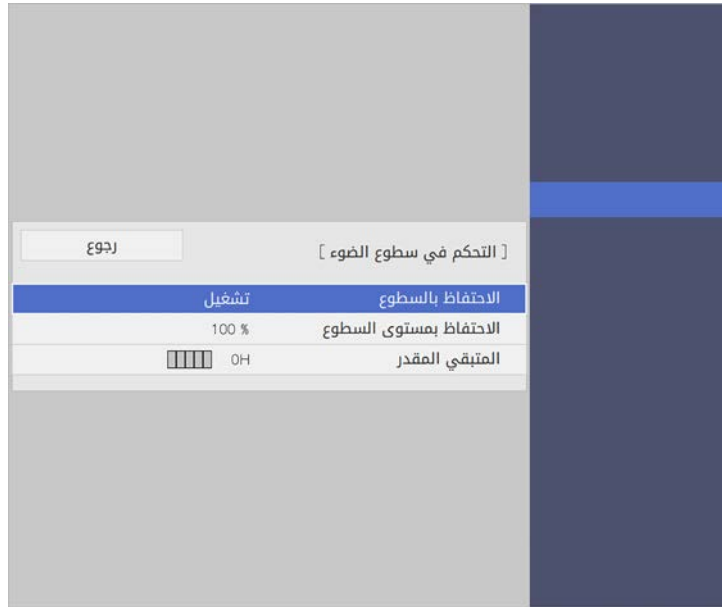 [ التحكم في سطوع الضوء ] رجوع
الاحتفاظ بالسطوع تشغيل
الاحتفاظ بمستوى السطوع 100 %
المتبقي المقدر 0H